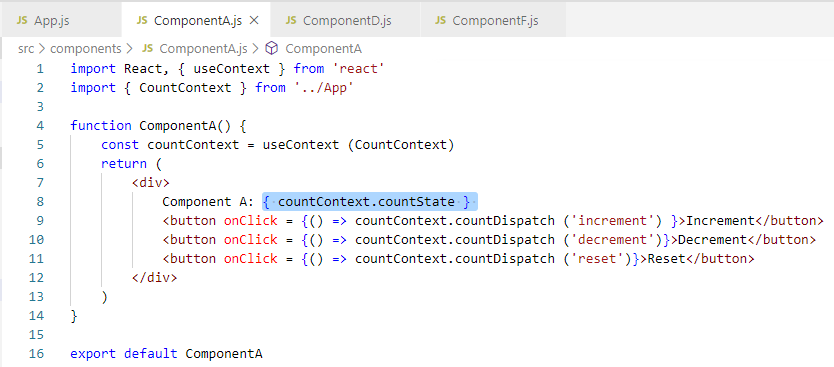 JS App.js JS ComponentA.js × JS ComponentD.js JS ComponentF.js
src > components > JS ComponentA.js > ComponentA
1 import React, { useContext } from 'react'
2 import { CountContext } from '../App'
3
4 function ComponentA() {
5 const countContext = useContext (CountContext)
6 return (
7 <div>
8 Component A: { countContext.countState }
9 <button onClick = {() => countContext.countDispatch ('increment') }>Increment</button>
10 <button onClick = {() => countContext.countDispatch ('decrement')}>Decrement</button>
11 <button onClick = {() => countContext.countDispatch ('reset')}>Reset</button>
12 </div>
13 )
14 }
15
16 export default ComponentA